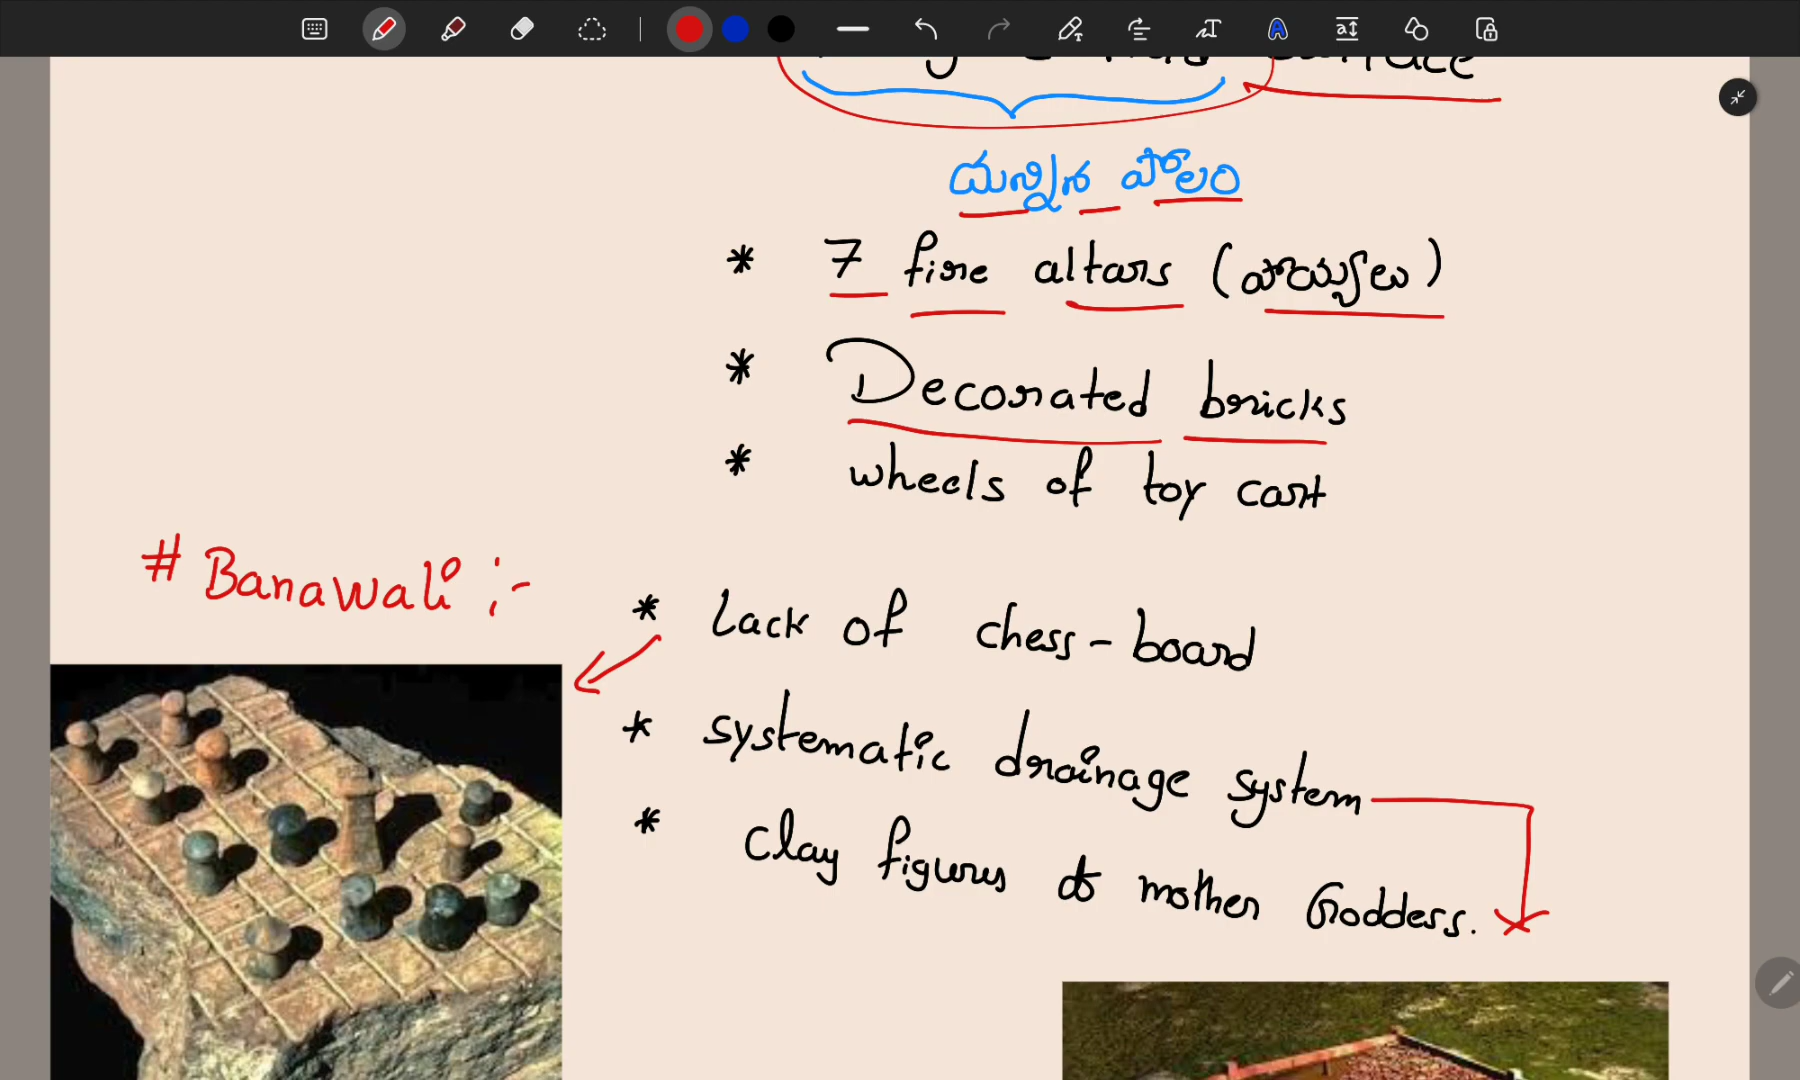 దున్నిన పొలం
* 7 fire altars (పొయ్యిలు)
* Decorated bricks
* wheels of toy cart
# Banawali :-
* Lack of chess-board
* systematic drainage system
* clay figures of mother Goddess.